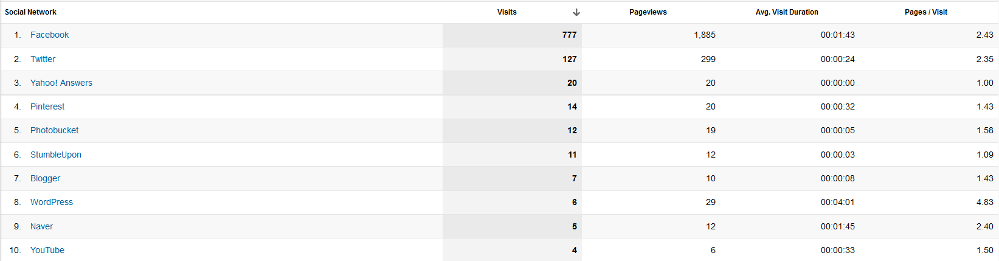 Social Network Visits Pageviews Avg. Visit Duration Pages / Visit
1. Facebook 777 1,885 00:01:43 2.43
2. Twitter 127 299 00:00:24 2.35
3. Yahoo! Answers 20 20 00:00:00 1.00
4. Pinterest 14 20 00:00:32 1.43
5. Photobucket 12 19 00:00:05 1.58
6. StumbleUpon 11 12 00:00:03 1.09
7. Blogger 7 10 00:00:08 1.43
8. WordPress 6 29 00:04:01 4.83
9. Naver 5 12 00:01:45 2.40
10. YouTube 4 6 00:00:33 1.50